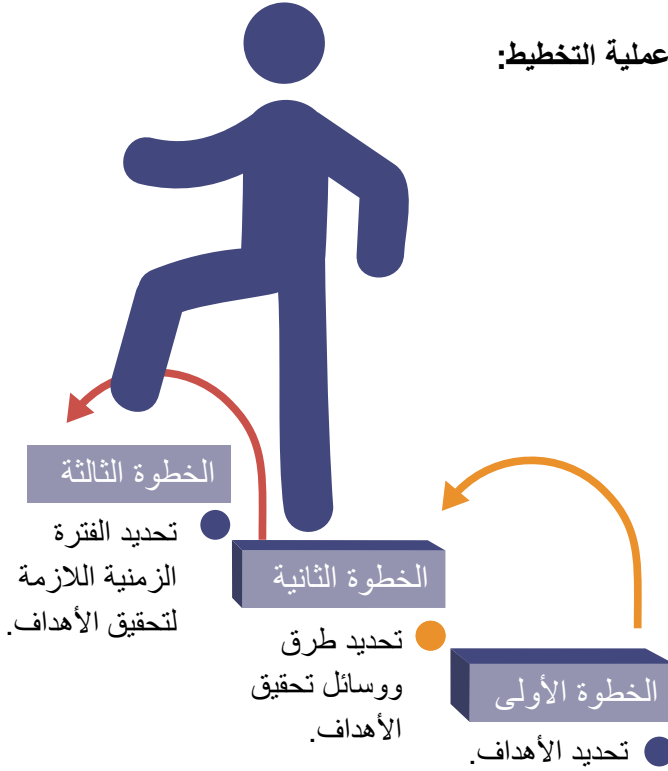 عملية التخطيط:
الخطوة الأولى
تحديد الأهداف.
الخطوة الثانية
تحديد طرق
ووسائل تحقيق
الأهداف.
الخطوة الثالثة
تحديد الفترة
الزمنية اللازمة
لتحقيق الأهداف.